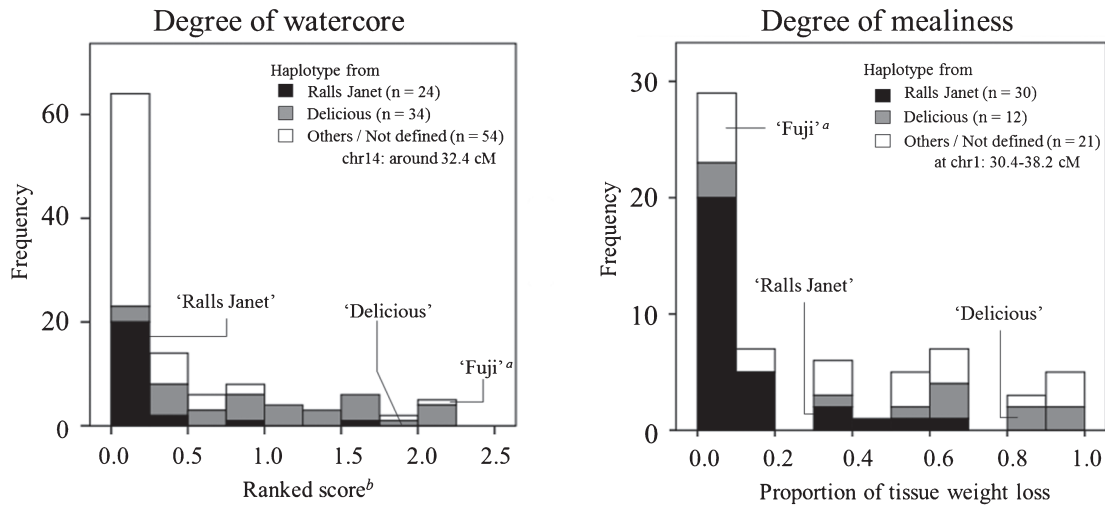 Degree of watercore
Haplotype from
Ralls Janet (n = 24)
Delicious (n = 34)
Others / Not defined (n = 54)
chr14: around 32.4 cM
60
40
20
0
Frequency
‘Ralls Janet’
‘Delicious’
‘Fuji’ a
0.0 0.5 1.0 1.5 2.0 2.5
Ranked score b
Degree of mealiness
Haplotype from
Ralls Janet (n = 30)
Delicious (n = 12)
Others / Not defined (n = 21)
at chr1: 30.4-38.2 cM
30
20
10
0
Frequency
‘Fuji’ a
‘Ralls Janet’
‘Delicious’
0.0 0.2 0.4 0.6 0.8 1.0
Proportion of tissue weight loss